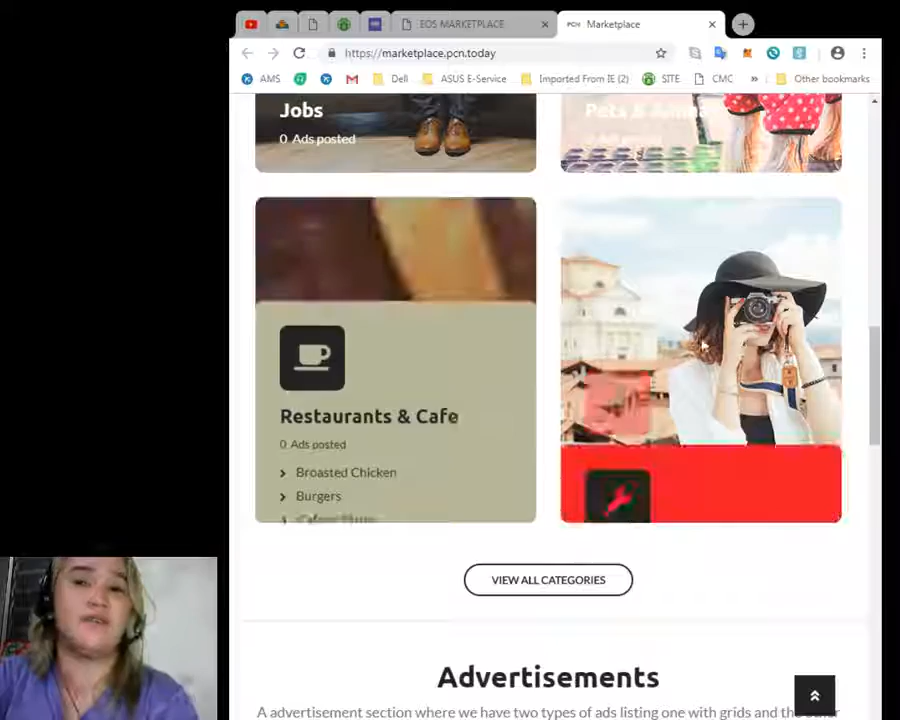 EOS MARKETPLACE
PCN Marketplace
https://marketplace.pcn.today
AMS
Dell
ASUS E-Service
Imported From IE (2)
SITE
CMC
Other bookmarks
Jobs
0 Ads posted
Pets &
Restaurants & Cafe
0 Ads posted
Broasted Chicken
Burgers
VIEW ALL CATEGORIES
Advertisements
A advertisement section where we have two types of ads listing one with grids and the